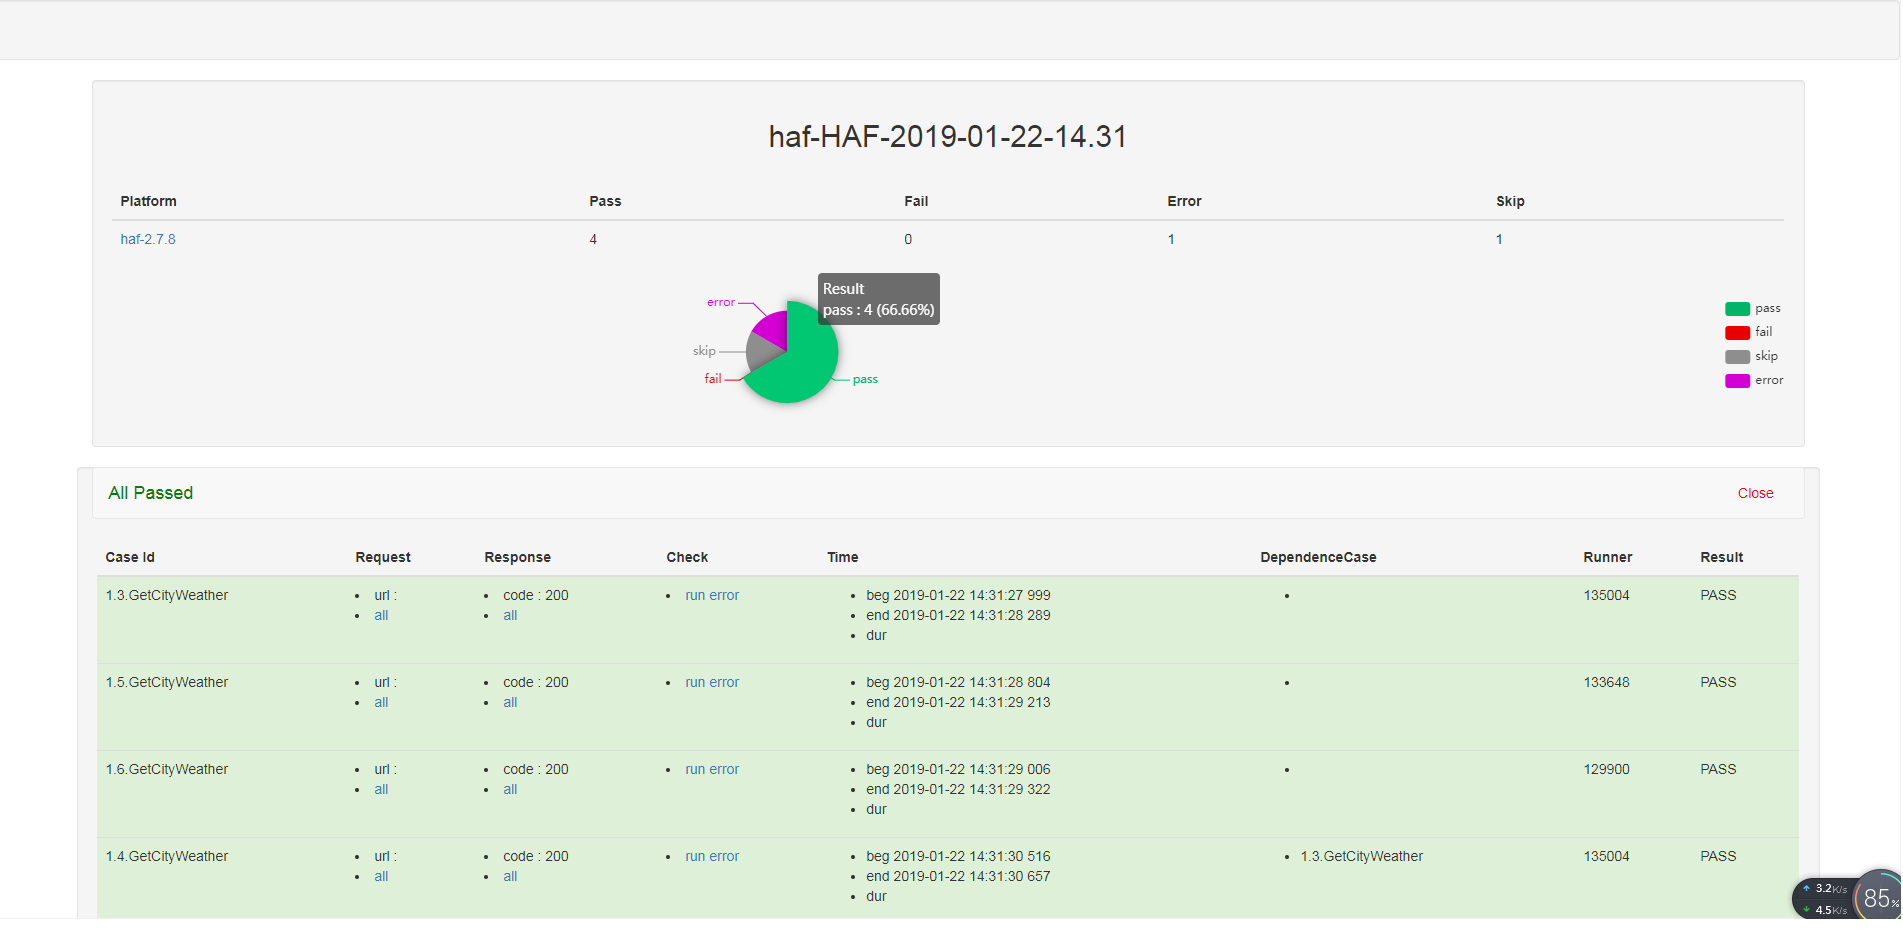 haf-HAF-2019-01-22-14.31
Platform Pass Fail Error Skip
haf-2.7.8 4 0 1 1
Result
pass : 4 (66.66%)
error
skip
fail
pass
pass
fail
skip
error
All Passed Close
Case Id Request Response Check Time DependenceCase Runner Result
1.3.GetCityWeather url : code : 200 run error beg 2019-01-22 14:31:27 999 135004 PASS
all all end 2019-01-22 14:31:28 289
dur
1.5.GetCityWeather url : code : 200 run error beg 2019-01-22 14:31:28 804 133648 PASS
all all end 2019-01-22 14:31:29 213
dur
1.6.GetCityWeather url : code : 200 run error beg 2019-01-22 14:31:29 006 129900 PASS
all all end 2019-01-22 14:31:29 322
dur
1.4.GetCityWeather url : code : 200 run error beg 2019-01-22 14:31:30 516 1.3.GetCityWeather 135004 PASS
all all end 2019-01-22 14:31:30 657
dur
3.2K/s
4.5K/s
85%